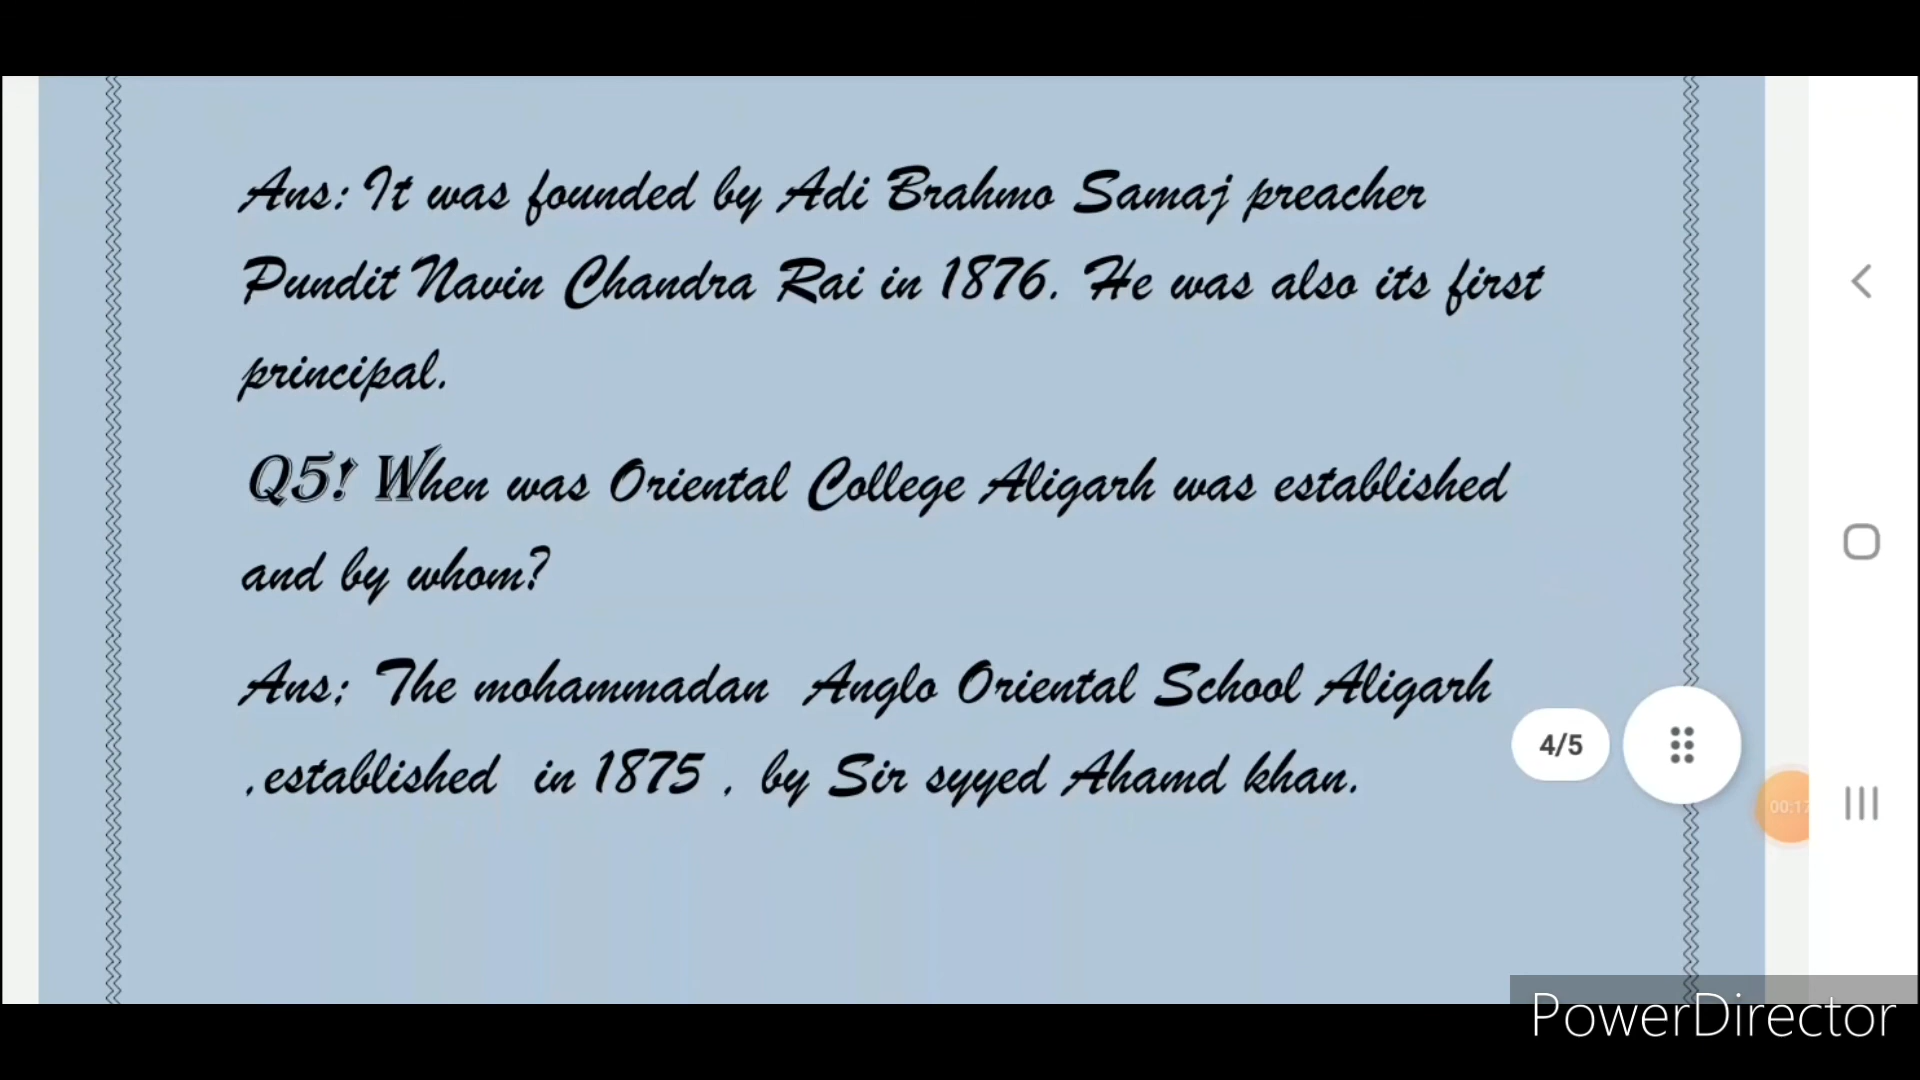 Ans: It was founded by Adi Brahmo Samaj preacher
Pundit Navin Chandra Rai in 1876. He was also its first
principal.
Q5! When was Oriental College Aligarh was established
and by whom?
Ans; The mohammadan Anglo Oriental School Aligarh
,established in 1875 , by Sir syyed Ahamd khan.
4/5
PowerDirector